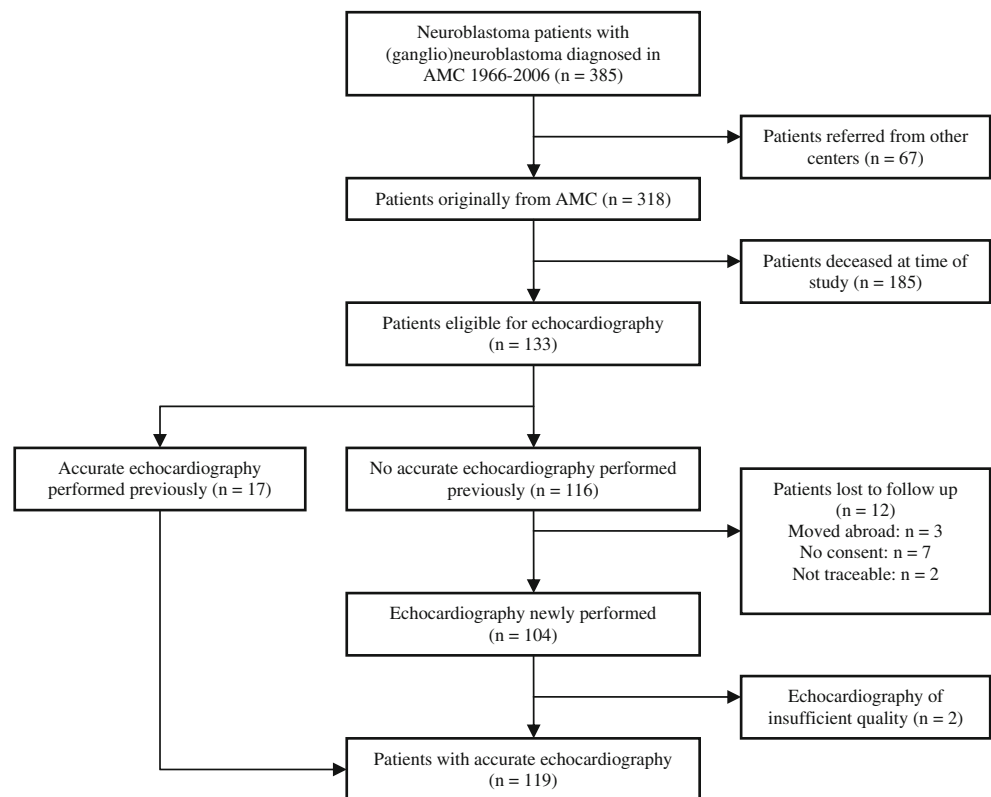 Neuroblastoma patients with
(ganglio)neuroblastoma diagnosed in
AMC 1966-2006 (n = 385)
Patients referred from other
centers (n = 67)
Patients originally from AMC (n = 318)
Patients deceased at time of
study (n = 185)
Patients eligible for echocardiography
(n = 133)
Accurate echocardiography
performed previously (n = 17)
No accurate echocardiography performed
previously (n = 116)
Patients lost to follow up
(n = 12)
Moved abroad: n = 3
No consent: n = 7
Not traceable: n = 2
Echocardiography newly performed
(n = 104)
Echocardiography of
insufficient quality (n = 2)
Patients with accurate echocardiography
(n = 119)